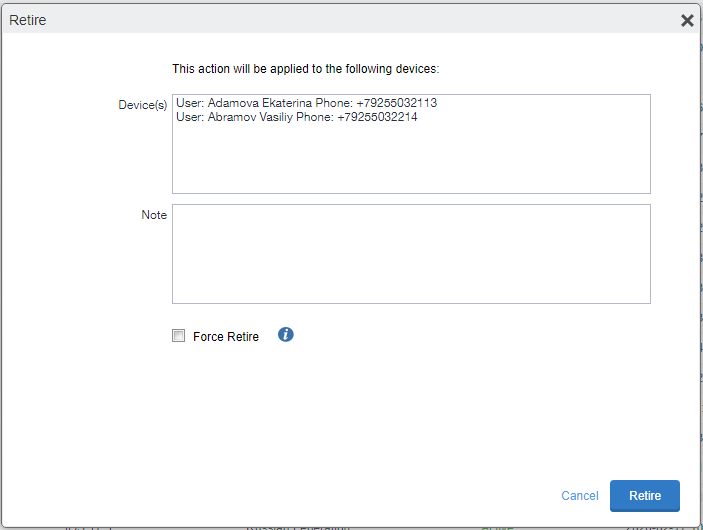 Retire
This action will be applied to the following devices:
Device(s)
User: Adamova Ekaterina Phone: +79255032113
User: Abramov Vasiliy Phone: +79255032214
Note
Force Retire
Cancel
Retire